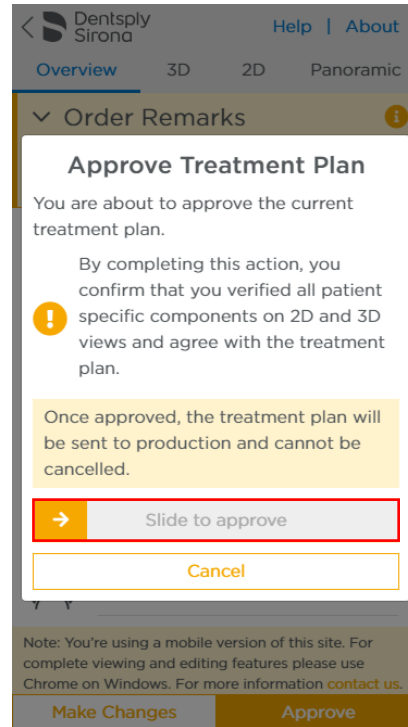 Dentsply
Sirona
Help | About
Overview 3D 2D Panoramic
Order Remarks
Approve Treatment Plan
You are about to approve the current
treatment plan.
By completing this action, you
confirm that you verified all patient
specific components on 2D and 3D
views and agree with the treatment
plan.
Once approved, the treatment plan will
be sent to production and cannot be
cancelled.
Slide to approve
Cancel
Note: You're using a mobile version of this site. For
complete viewing and editing features please use
Chrome on Windows. For more information contact us.
Make Changes Approve